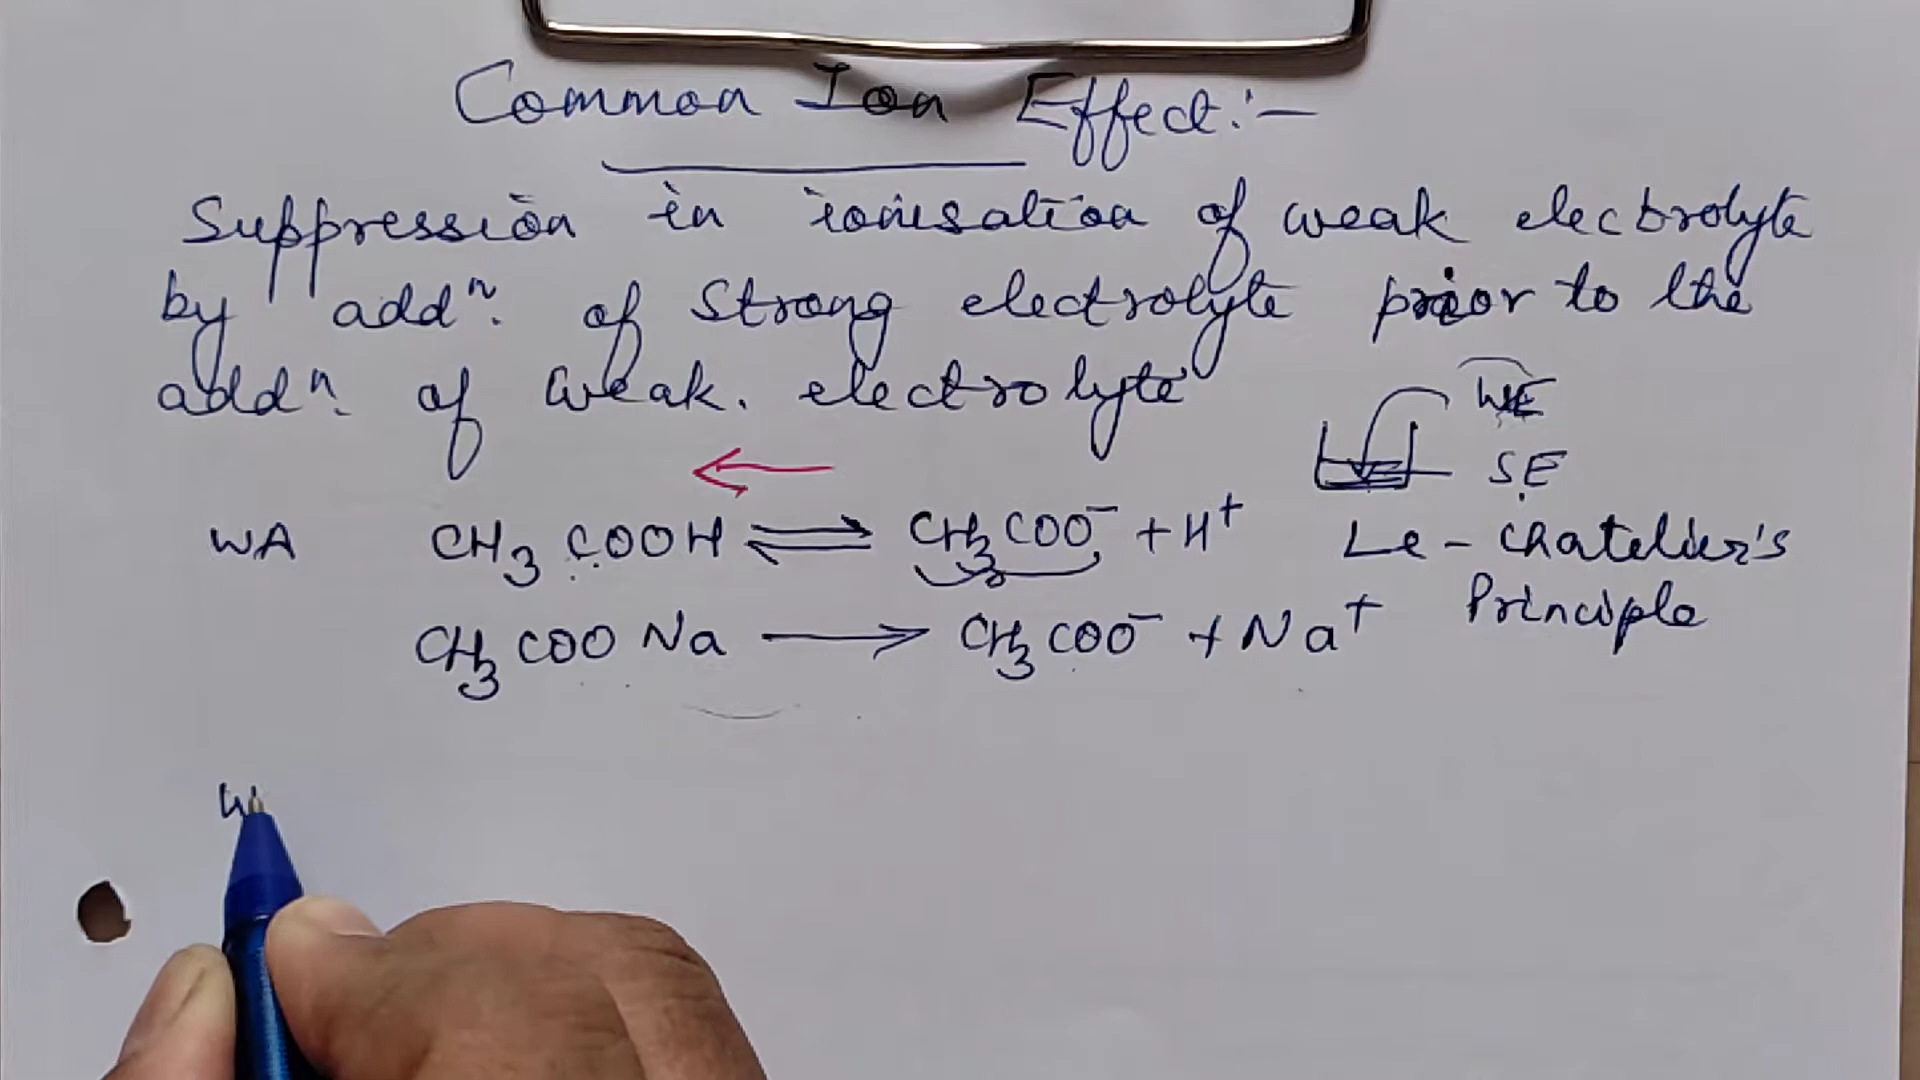 Common Ion Effect:-
Suppression in ionisation of weak electrolyte
by addn. of Strong electrolyte prior to the
addn. of weak. electrolyte
WE
SE
WA CH3COOH ⇌ CH3COO⁻ + H⁺
Le-Chatelier's
Principle
CH3COONa ⟶ CH3COO⁻ + Na⁺
W